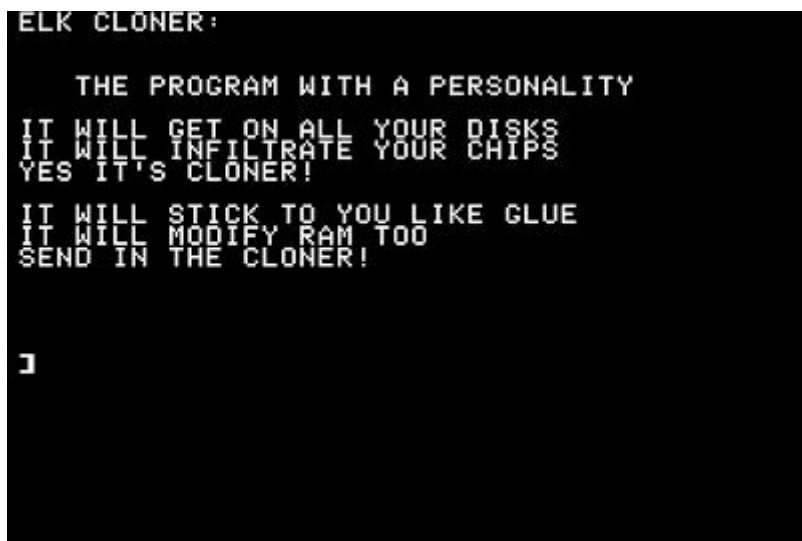 ELK CLONER:
THE PROGRAM WITH A PERSONALITY
IT WILL GET ON ALL YOUR DISKS
IT WILL INFILTRATE YOUR CHIPS
YES IT'S CLONER!
IT WILL STICK TO YOU LIKE GLUE
IT WILL MODIFY RAM TOO
SEND IN THE CLONER!
]